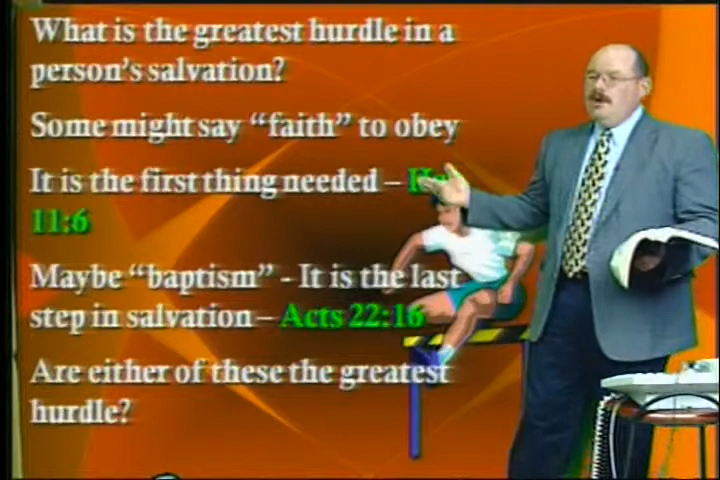 What is the greatest hurdle in a
person's salvation?
Some might say "faith" to obey
It is the first thing needed –
11:6
Maybe "baptism" - It is the last
step in salvation – Acts 22:16
Are either of these the greatest
hurdle?